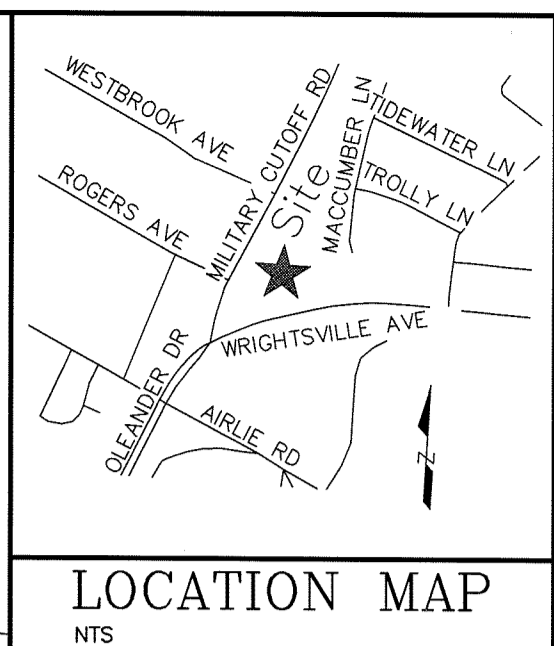 WESTBROOK AVE
MILITARY CUTOFF RD
MACCUMBER LN
TIDEWATER LN
ROGERS AVE
Site
TROLLY LN
WRIGHTSVILLE AVE
OLEANDER DR
AIRLIE RD
N
LOCATION MAP
NTS